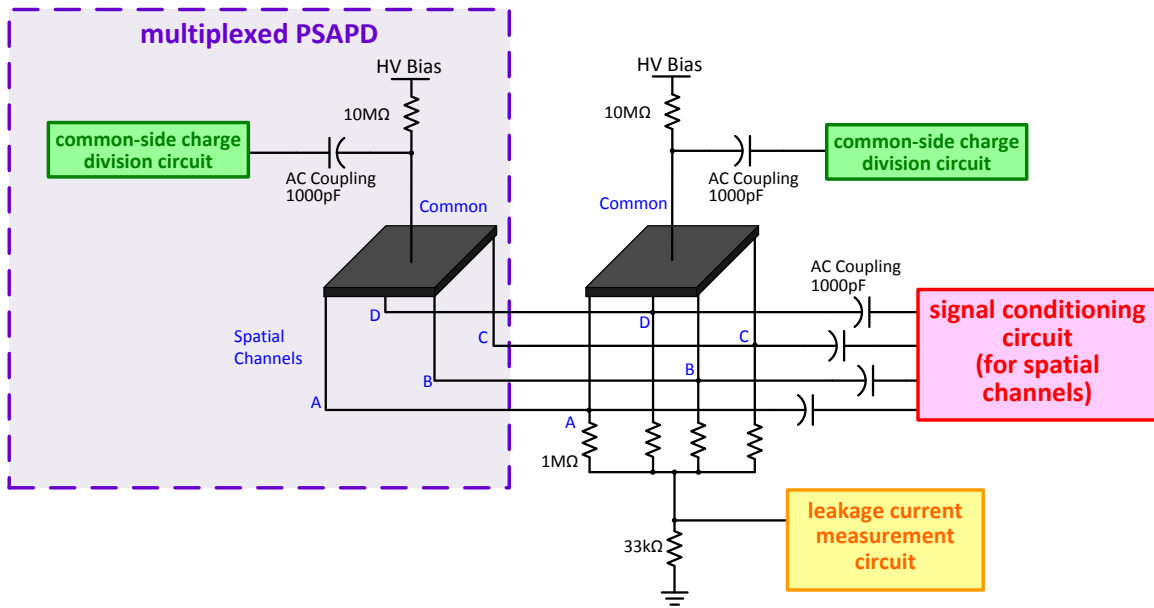 multiplexed PSAPD
HV Bias
10MΩ
common-side charge
division circuit
AC Coupling
1000pF
Common
HV Bias
10MΩ
common-side charge
division circuit
AC Coupling
1000pF
Common
Spatial
Channels
D
C
B
A
D
C
B
A
AC Coupling
1000pF
signal conditioning
circuit
(for spatial
channels)
1MΩ
33kΩ
leakage current
measurement
circuit